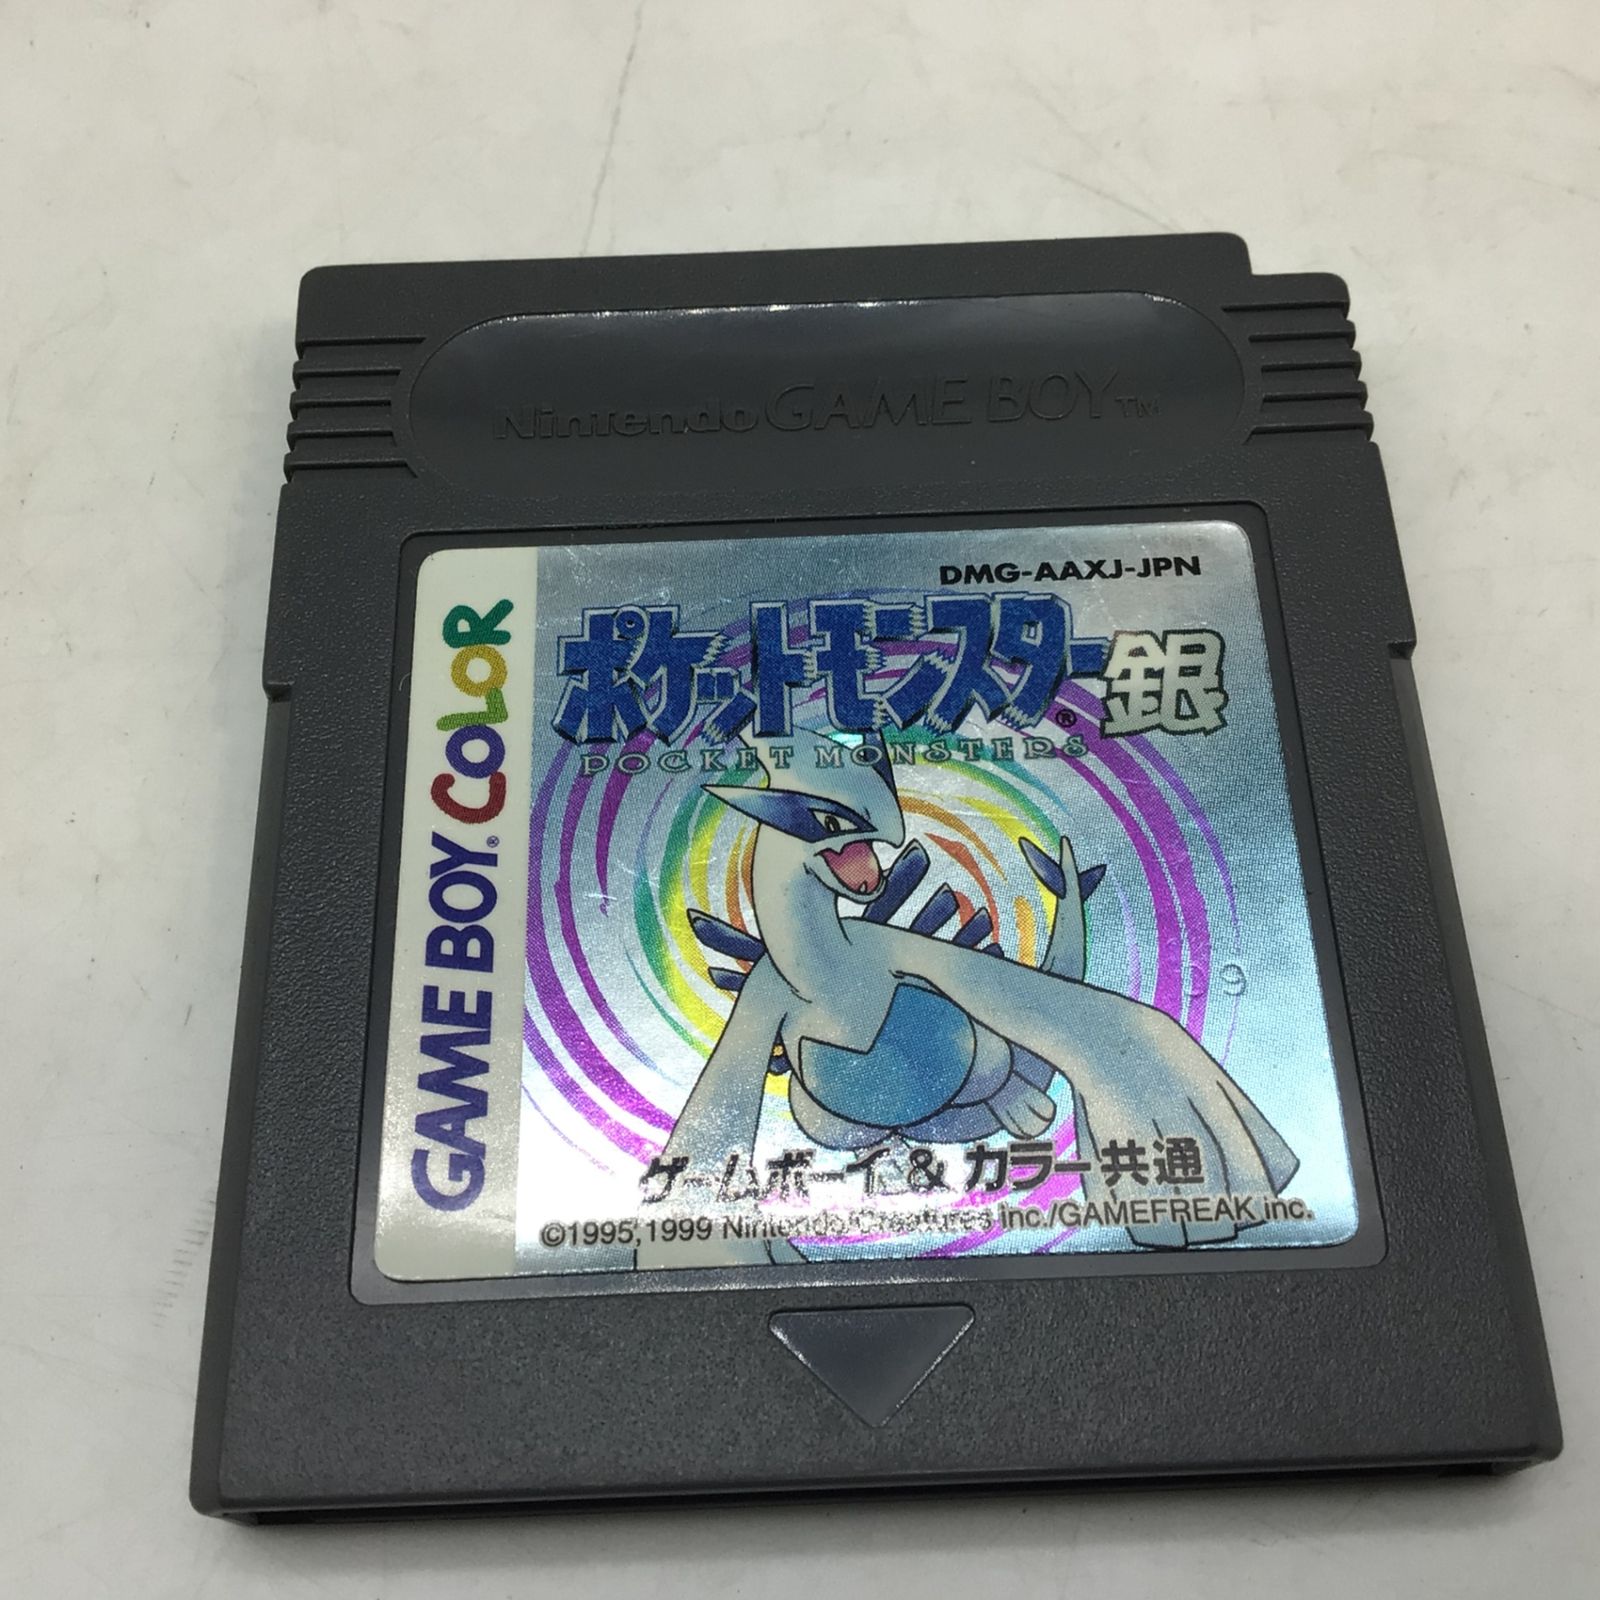 Nintendo GAME BOY™
DMG-AAXJ-JPN
ポケットモンスター® 銀
POCKET MONSTERS
GAME BOY® COLOR
09
ゲームボーイ & カラー共通
©1995,1999 Nintendo/Creatures inc./GAMEFREAK inc.